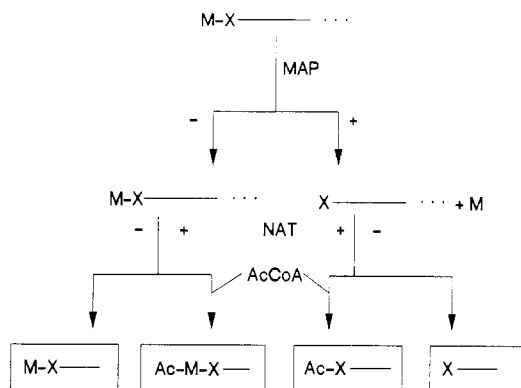 M-X ···
MAP
- +
M-X ··· X ··· + M
- + NAT + -
AcCoA
M-X Ac-M-X Ac-X X